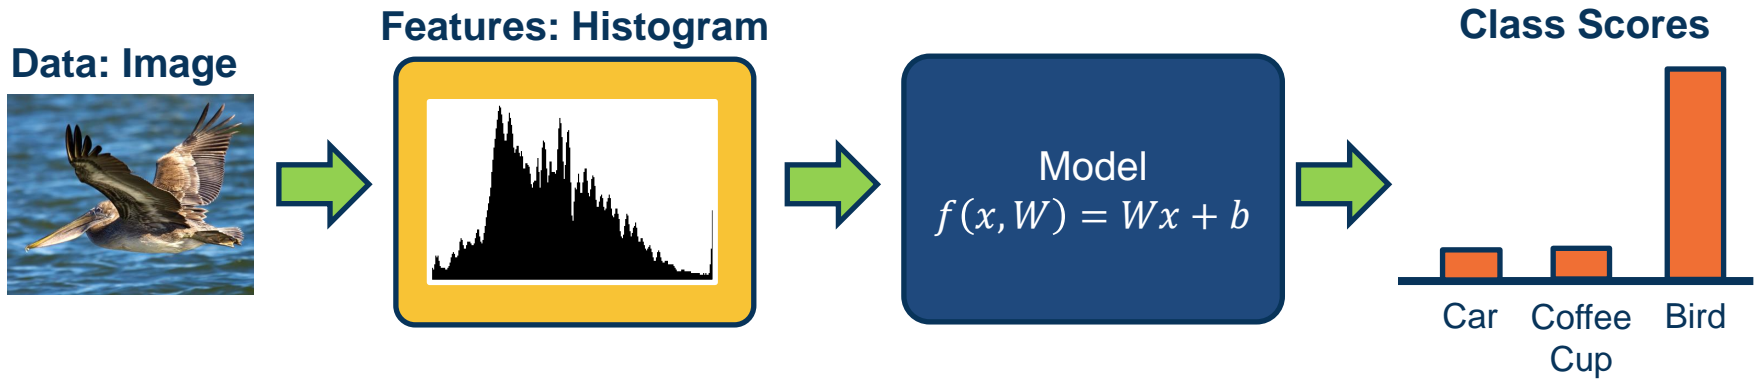 Data: Image
Features: Histogram
Model
f(x, W) = Wx + b
Class Scores
Car
Coffee
Cup
Bird